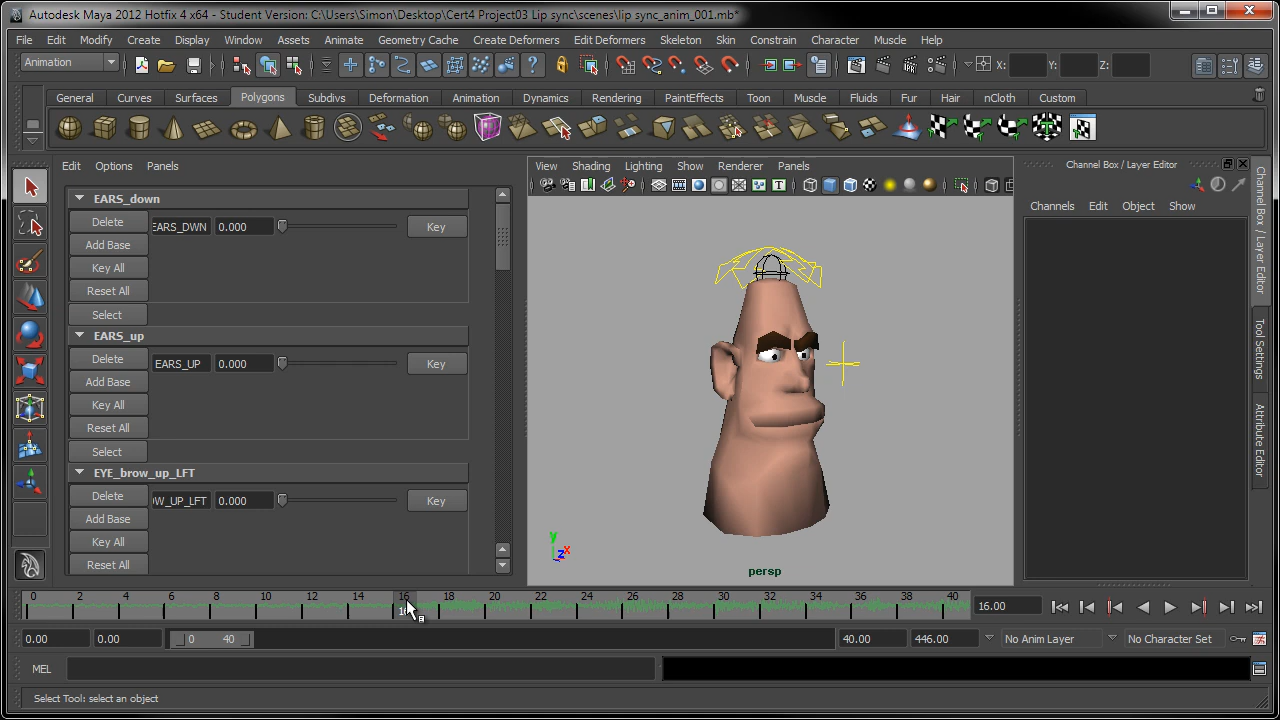 Autodesk Maya 2012 Hotfix 4 x64 - Student Version: C:\Users\Simon\Desktop\Cert4 Project03 Lip sync\scenes\lip sync_anim_001.mb*
File Edit Modify Create Display Window Assets Animate Geometry Cache Create Deformers Edit Deformers Skeleton Skin Constrain Character Muscle Help
Animation X: Y: Z:
General Curves Surfaces Polygons Subdivs Deformation Animation Dynamics Rendering PaintEffects Toon Muscle Fluids Fur Hair nCloth Custom
Edit Options Panels
EARS_down
Delete EARS_DWN 0.000 Key
Add Base
Key All
Reset All
Select
EARS_up
Delete EARS_UP 0.000 Key
Add Base
Key All
Reset All
Select
EYE_brow_up_LFT
Delete OW_UP_LFT 0.000 Key
Add Base
Key All
Reset All
View Shading Lighting Show Renderer Panels
y
z x
persp
Channel Box / Layer Editor
Channels Edit Object Show
Channel Box / Layer Editor
Tool Settings
Attribute Editor
0 2 4 6 8 10 12 14 16 18 20 22 24 26 28 30 32 34 36 38 40
16.00
0.00 0.00 0 40 40.00 446.00 No Anim Layer No Character Set
MEL
Select Tool: select an object